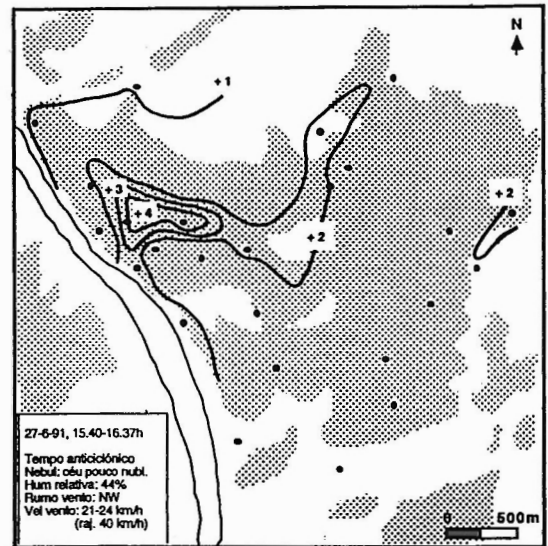 N
+1
+2
+3
+4
+2
27-6-91, 15.40-16.37h
Tempo anticiclónico
Nebul: céu pouco nubl.
Hum relativa: 44%
Rumo vento: NW
Vel vento: 21-24 km/h
(raj. 40 km/h)
0 500m